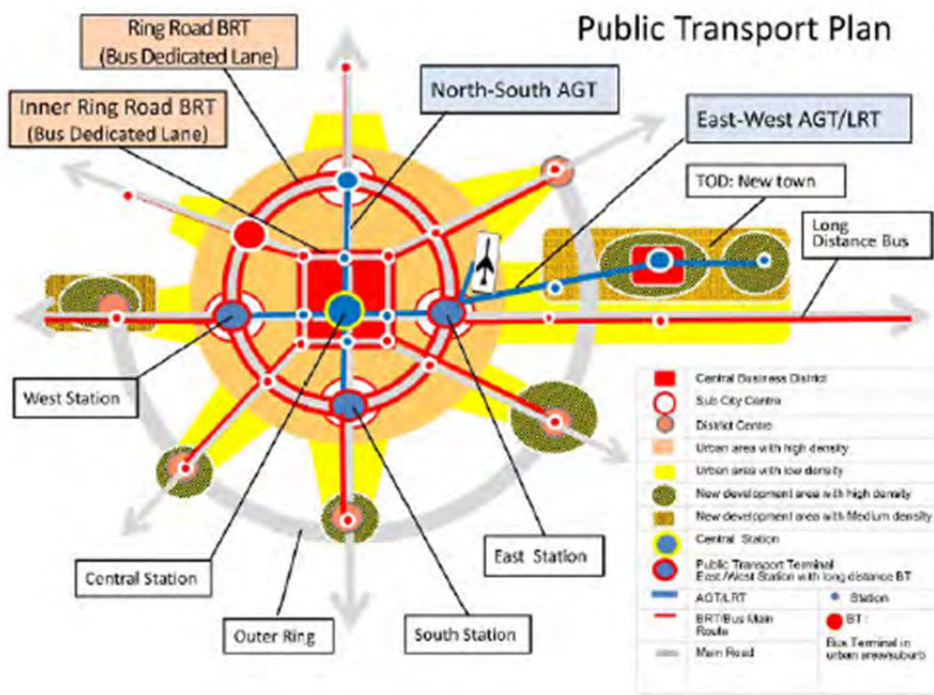 Public Transport Plan
Ring Road BRT
(Bus Dedicated Lane)
North-South AGT
Inner Ring Road BRT
(Bus Dedicated Lane)
East-West AGT/LRT
TOD: New town
Long
Distance Bus
West Station
Central Station
Outer Ring
South Station
East Station
Central Business District
Sub City Centre
District Centre
Urban area with high density
Urban area with low density
New development area with high density
New development area with Medium density
Central Station
Public Transport Terminal
East /West Station with long distance BT
AGT/LRT
Station
BRT/Bus Main
Route
BT :
Bus Terminal in
urban area/suburb
Main Road